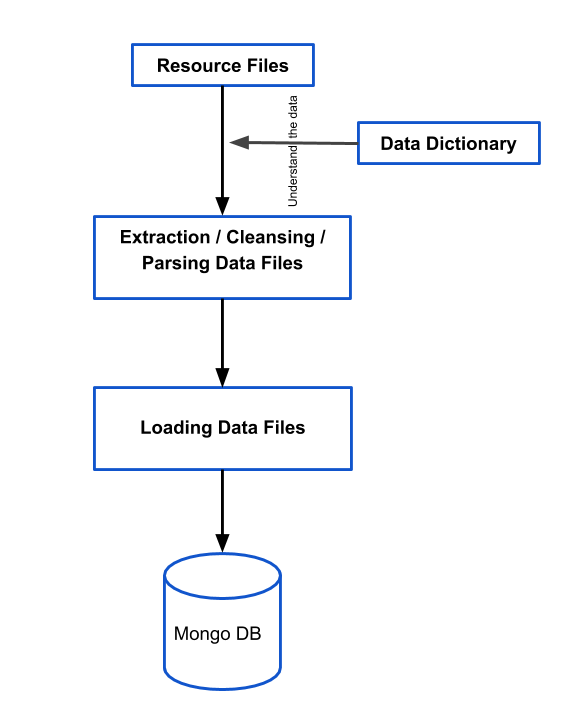 Resource Files
Understand the data
Data Dictionary
Extraction / Cleansing /
Parsing Data Files
Loading Data Files
Mongo DB